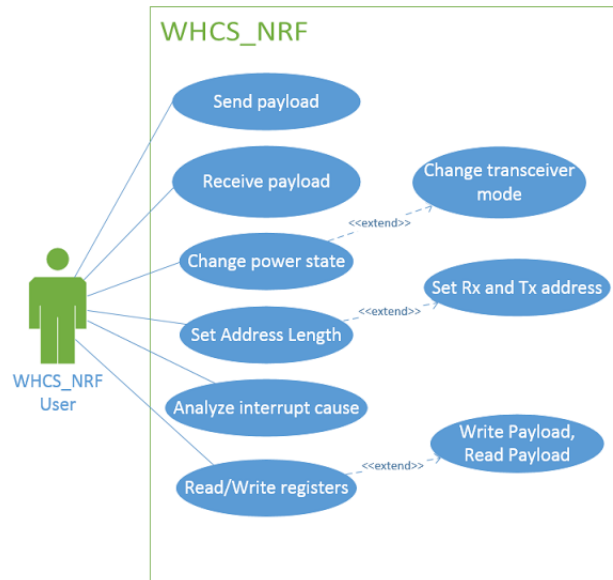 WHCS_NRF
Send payload
Receive payload
Change transceiver
mode
<<extend>>
Change power state
Set Rx and Tx address
<<extend>>
Set Address Length
WHCS_NRF
User
Analyze interrupt cause
Write Payload,
Read Payload
<<extend>>
Read/Write registers